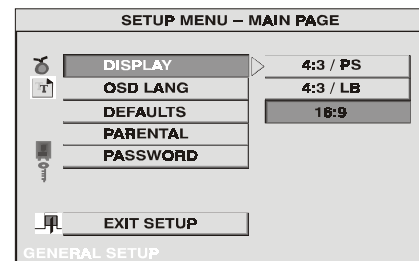 SETUP MENU – MAIN PAGE
DISPLAY 4:3 / PS
T OSD LANG 4:3 / LB
DEFAULTS 16:9
PARENTAL
PASSWORD
EXIT SETUP
GENERAL SETUP